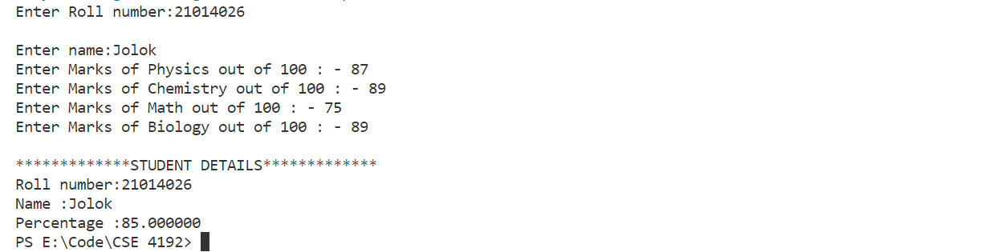 Enter Roll number:21014026
Enter name:Jolok
Enter Marks of Physics out of 100 : - 87
Enter Marks of Chemistry out of 100 : - 89
Enter Marks of Math out of 100 : - 75
Enter Marks of Biology out of 100 : - 89
*************STUDENT DETAILS*************
Roll number:21014026
Name :Jolok
Percentage :85.000000
PS E:\Code\CSE 4192>